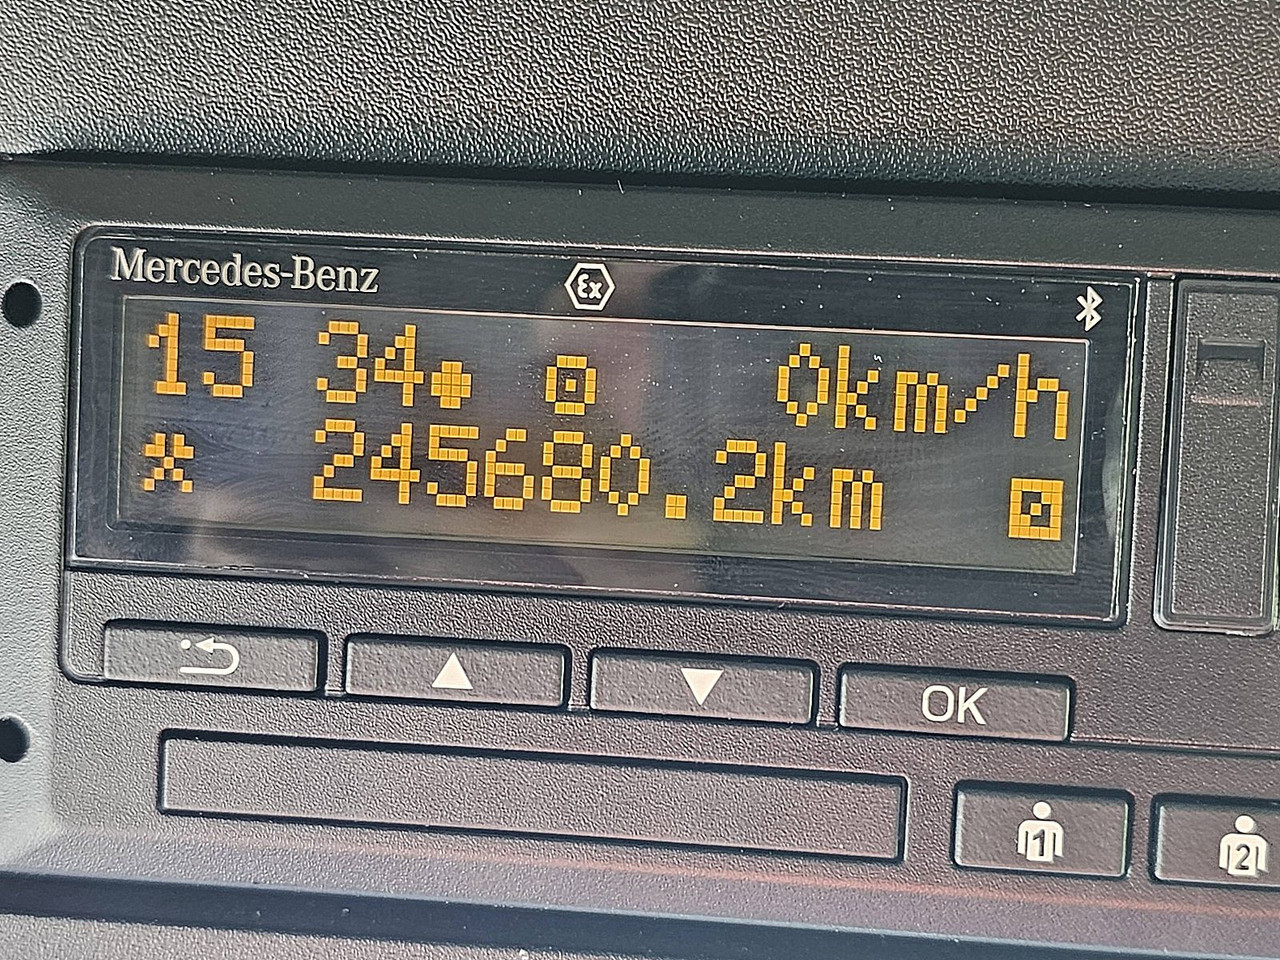 Mercedes-Benz
Ex
15 34 0km/h
245680.2km
OK
1
2